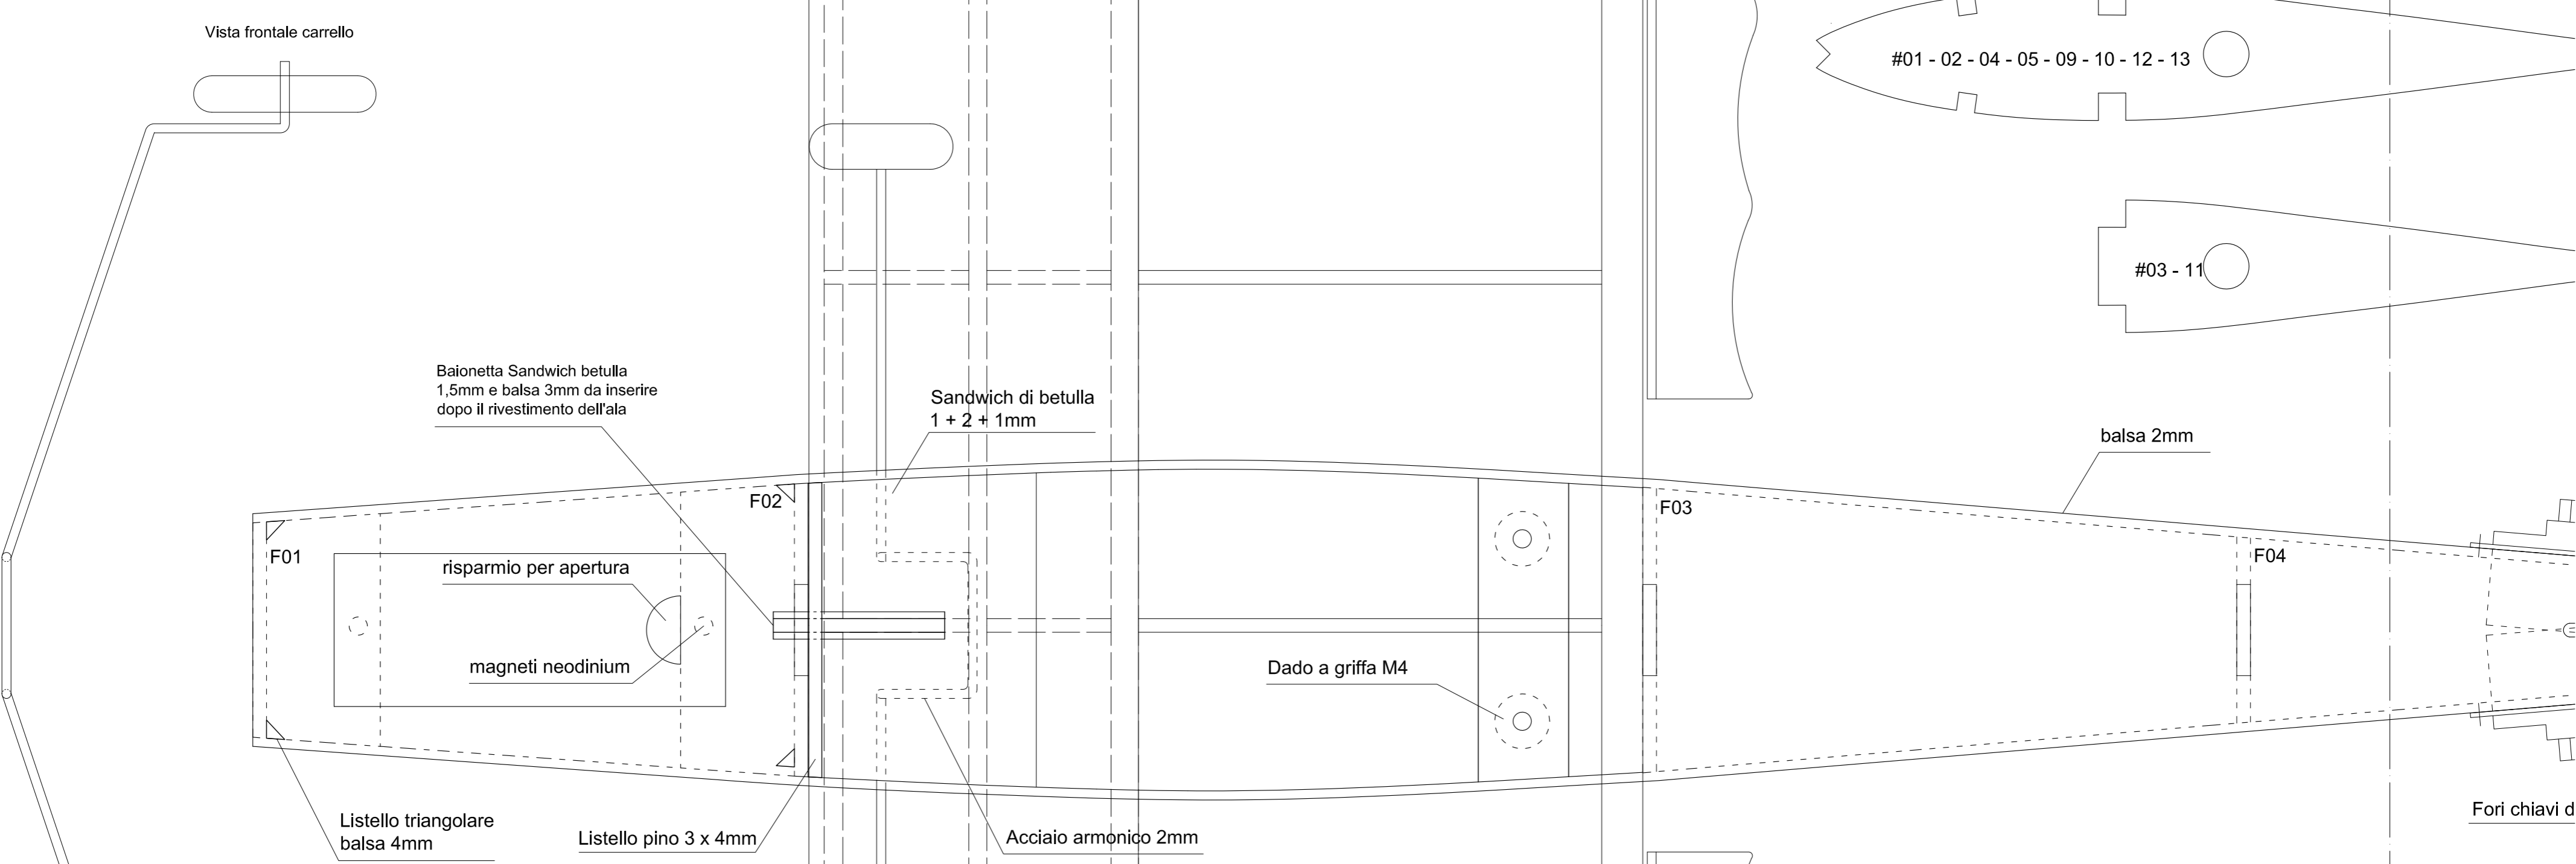 Vista frontale carrello
#01 - 02 - 04 - 05 - 09 - 10 - 12 - 13
#03 - 11
Baionetta Sandwich betulla
1,5mm e balsa 3mm da inserire
dopo il rivestimento dell'ala
Sandwich di betulla
1 + 2 + 1mm
balsa 2mm
F02
F03
F01
F04
risparmio per apertura
magneti neodinium
Dado a griffa M4
Listello triangolare
balsa 4mm
Listello pino 3 x 4mm
Acciaio armonico 2mm
Fori chiavi d